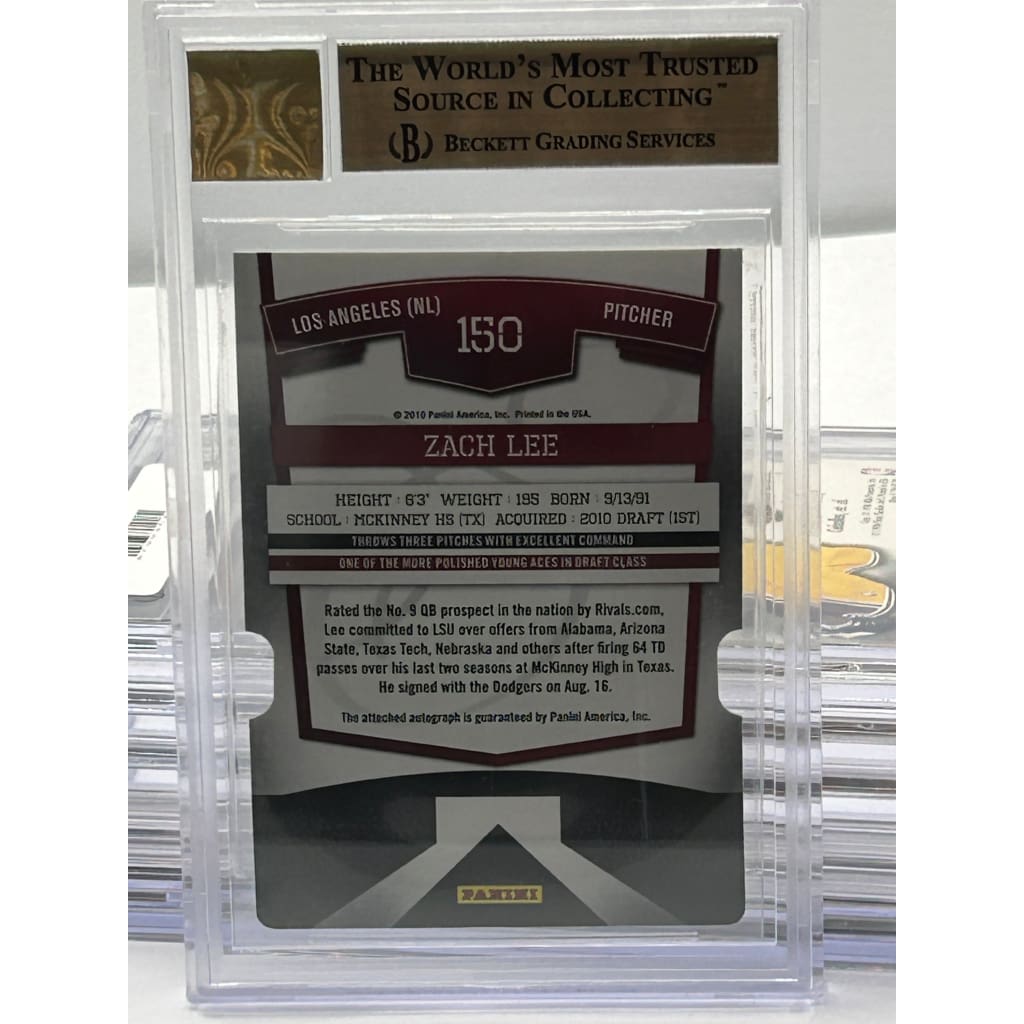 THE WORLD'S MOST TRUSTED
SOURCE IN COLLECTING™
(B) BECKETT GRADING SERVICES
LOS ANGELES (NL)
150
PITCHER
© 2010 Panini America, Inc. Printed in the USA.
ZACH LEE
HEIGHT : 6'3" WEIGHT : 195 BORN : 9/13/91
SCHOOL : MCKINNEY HS (TX) ACQUIRED : 2010 DRAFT (1ST)
THROWS THREE PITCHES WITH EXCELLENT COMMAND
ONE OF THE MORE POLISHED YOUNG ACES IN DRAFT CLASS
Rated the No. 9 QB prospect in the nation by Rivals.com,
Lee committed to LSU over offers from Alabama, Arizona
State, Texas Tech, Nebraska and others after firing 64 TD
passes over his last two seasons at McKinney High in Texas.
He signed with the Dodgers on Aug. 16.
The attached autograph is guaranteed by Panini America, Inc.
PANINI